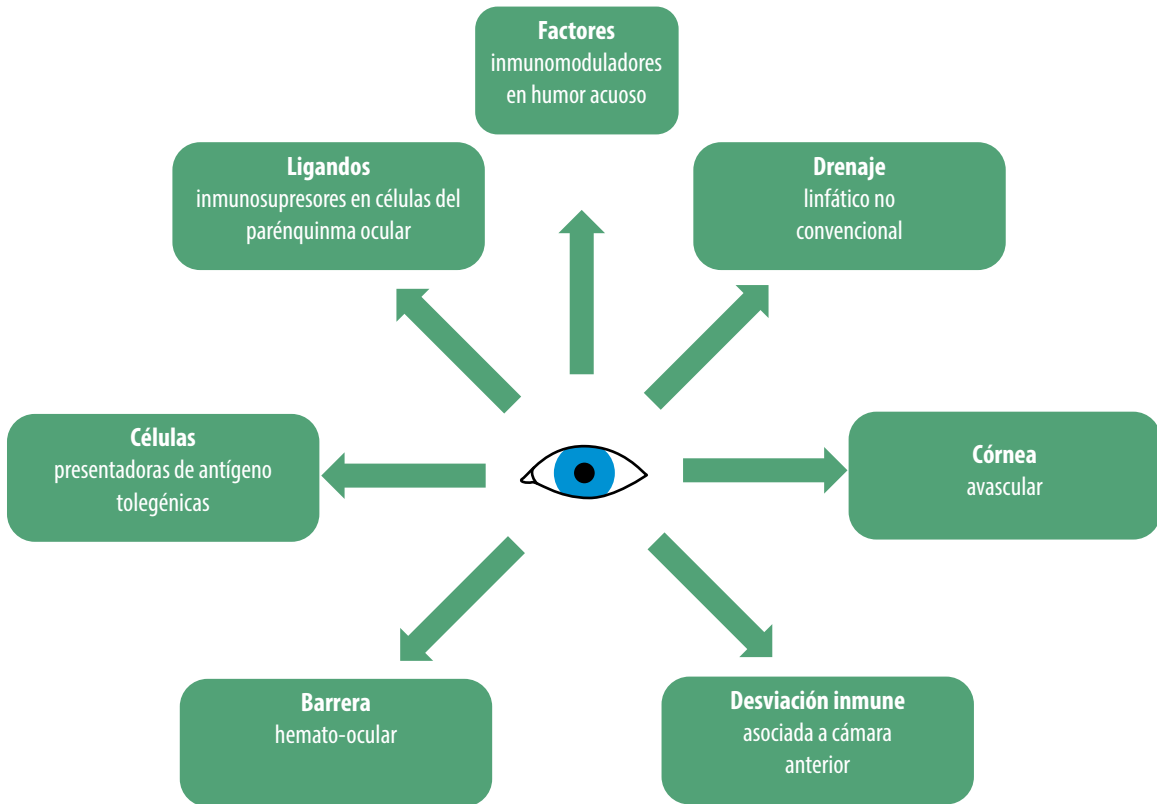 Factores
inmunomoduladores
en humor acuoso
Ligandos
inmunosupresores en células del
parénquinma ocular
Drenaje
linfático no
convencional
Células
presentadoras de antígeno
tolegénicas
Córnea
avascular
Barrera
hemato-ocular
Desviación inmune
asociada a cámara
anterior